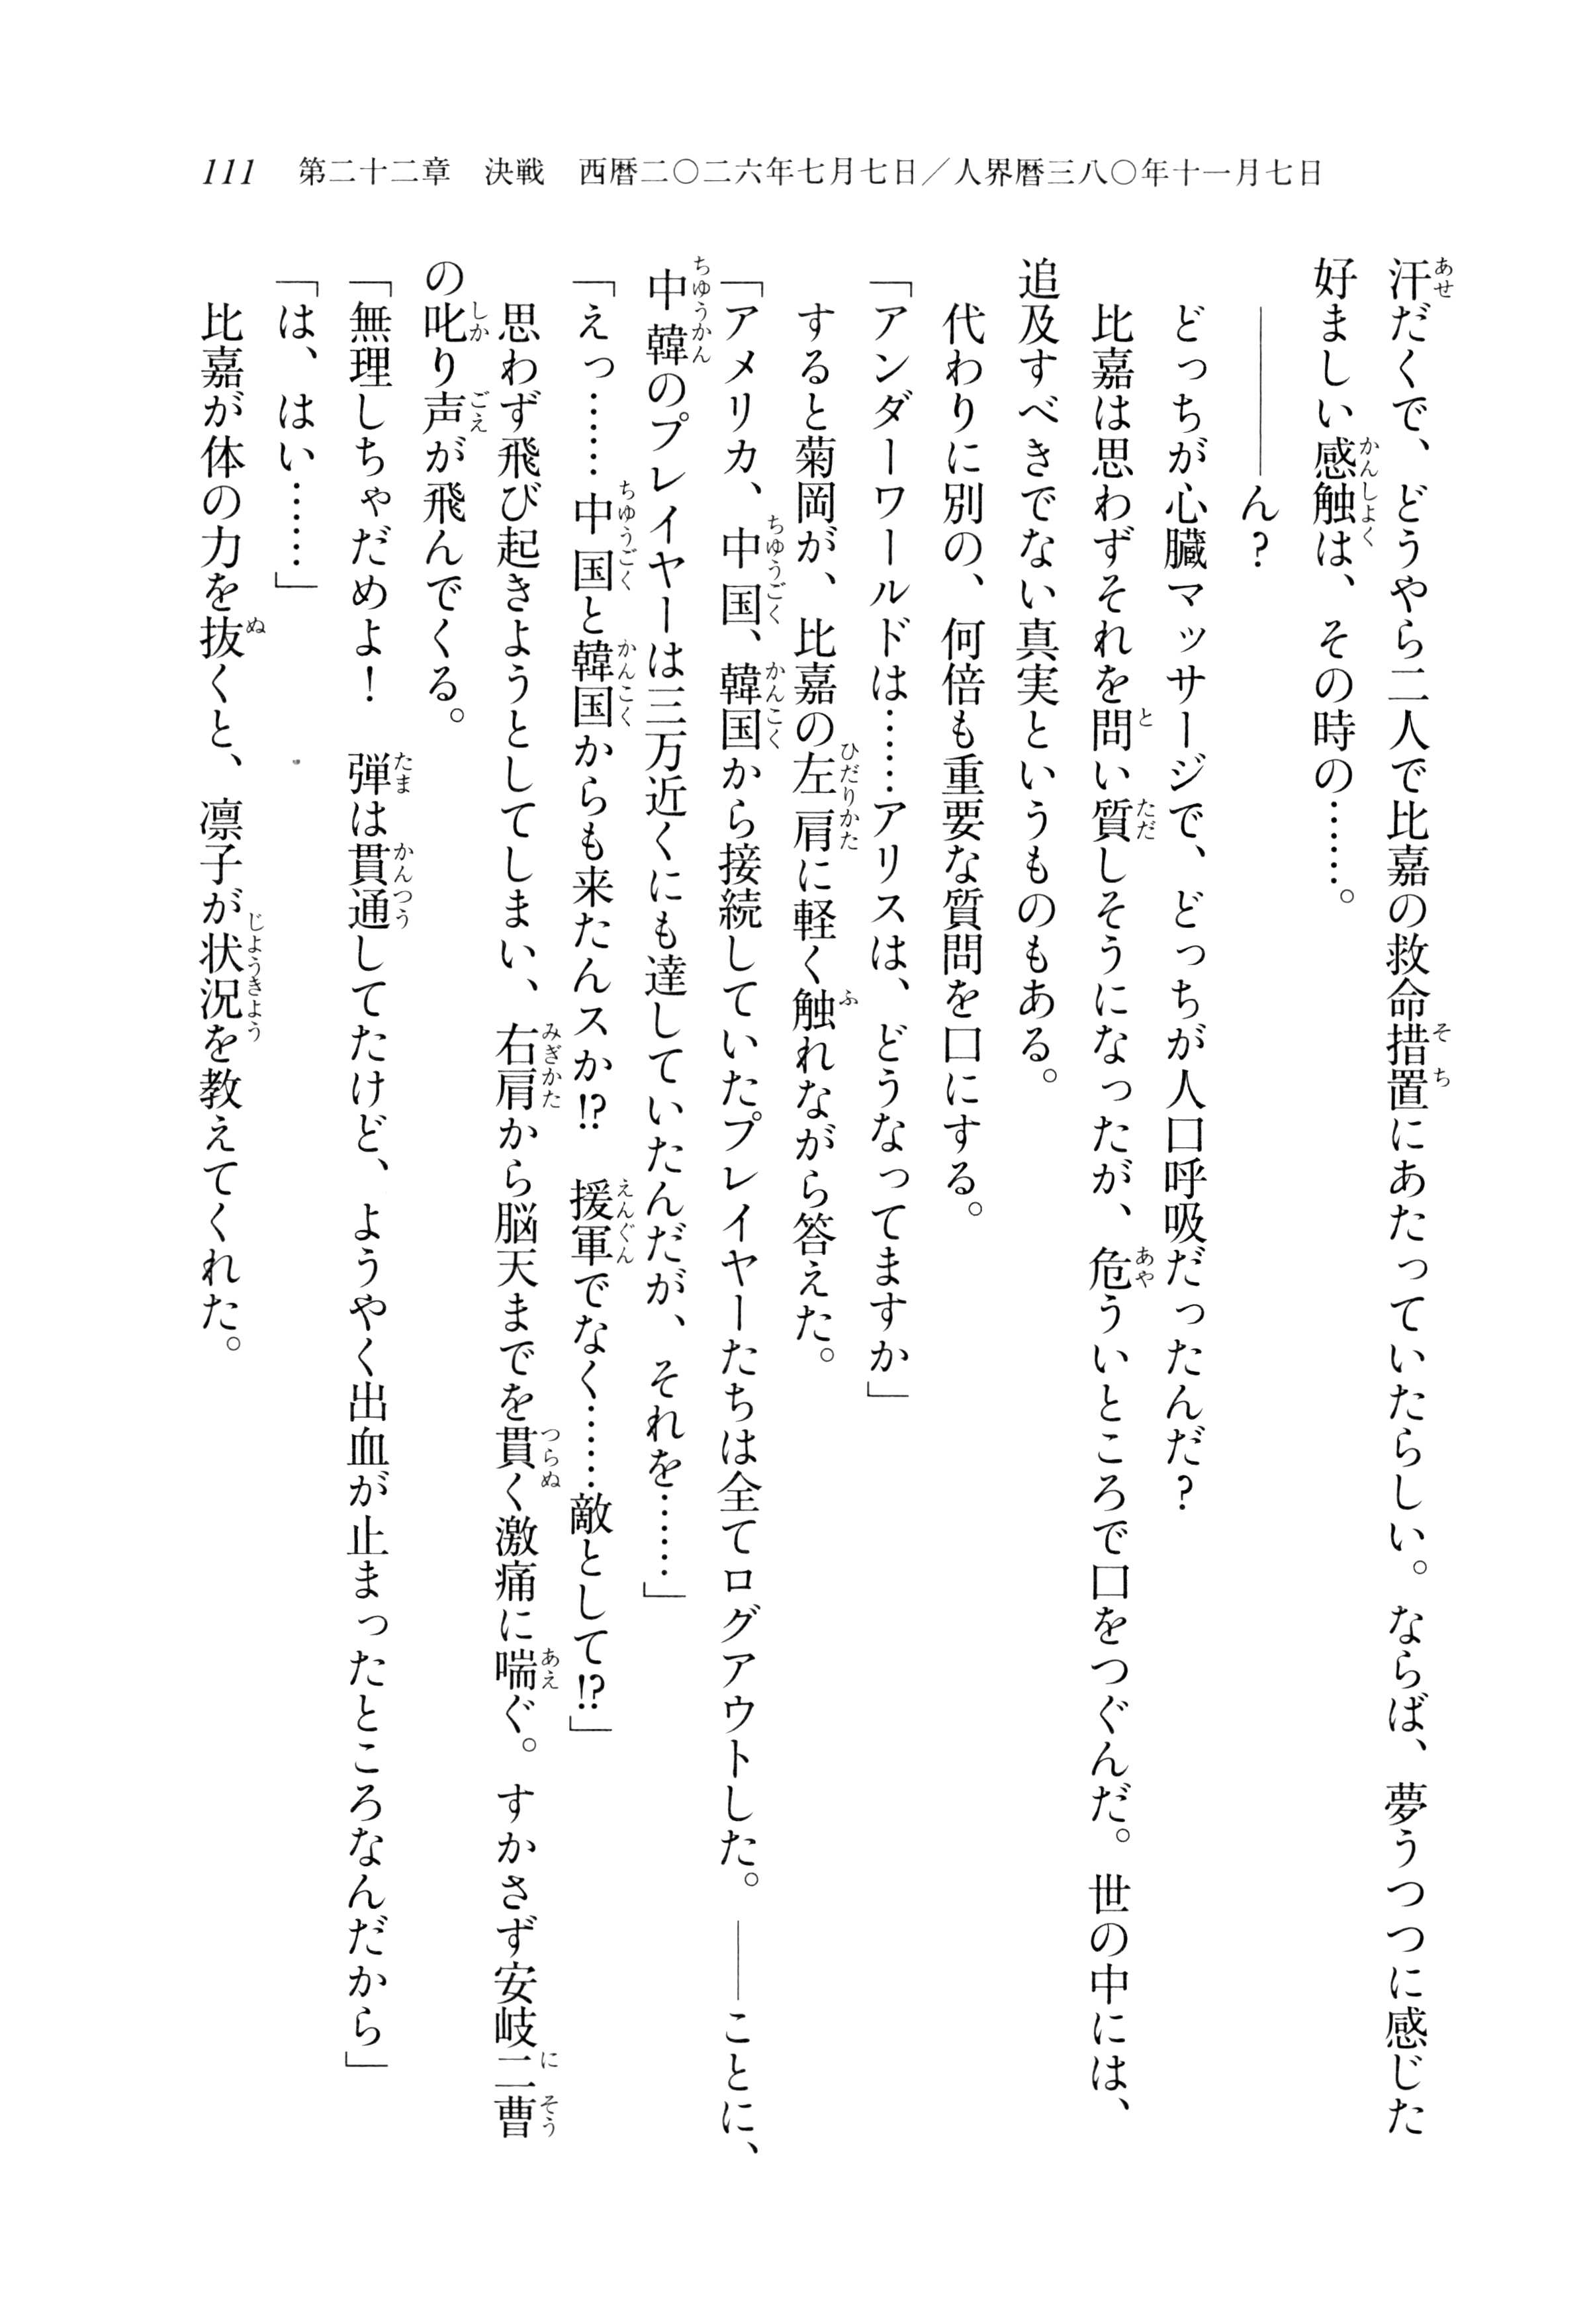 111 第二十二章　決戦　西暦二〇二六年七月七日／人界暦三八〇年十一月七日
汗だくで、どうやら二人で比嘉の救命措置にあたっていたらしい。ならば、夢うつつに感じた
好ましい感触は、その時の……。
　――――ん？
　どっちが心臓マッサージで、どっちが人口呼吸だったんだ？
　比嘉は思わずそれを問い質しそうになったが、危ういところで口をつぐんだ。世の中には、
追及すべきでない真実というものもある。
　代わりに別の、何倍も重要な質問を口にする。
「アンダーワールドは……アリスは、どうなってますか」
　すると菊岡が、比嘉の左肩に軽く触れながら答えた。
「アメリカ、中国、韓国から接続していたプレイヤーたちは全てログアウトした。――ことに、
中韓のプレイヤーは三万近くにも達していたんだが、それを……」
「えっ……中国と韓国からも来たんスか!?　援軍でなく……敵として!?」
　思わず飛び起きようとしてしまい、右肩から脳天までを貫く激痛に喘ぐ。すかさず安岐二曹
の叱り声が飛んでくる。
「無理しちゃだめよ！　弾は貫通してたけど、ようやく出血が止まったところなんだから」
「は、はい……」
　比嘉が体の力を抜くと、凛子が状況を教えてくれた。